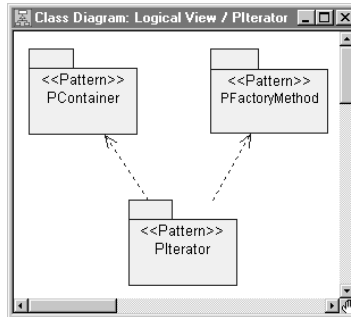 Class Diagram: Logical View / PIterator
<<Pattern>>
PContainer
<<Pattern>>
PFactoryMethod
<<Pattern>>
PIterator